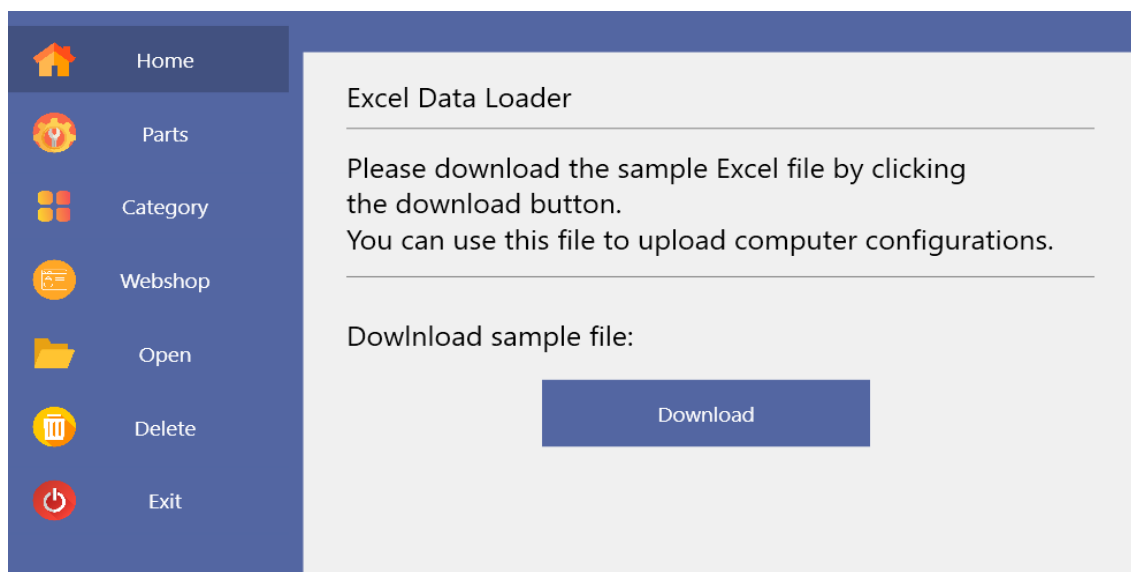 Home
Parts
Category
Webshop
Open
Delete
Exit
Excel Data Loader
Please download the sample Excel file by clicking
the download button.
You can use this file to upload computer configurations.
Dowlnload sample file:
Download